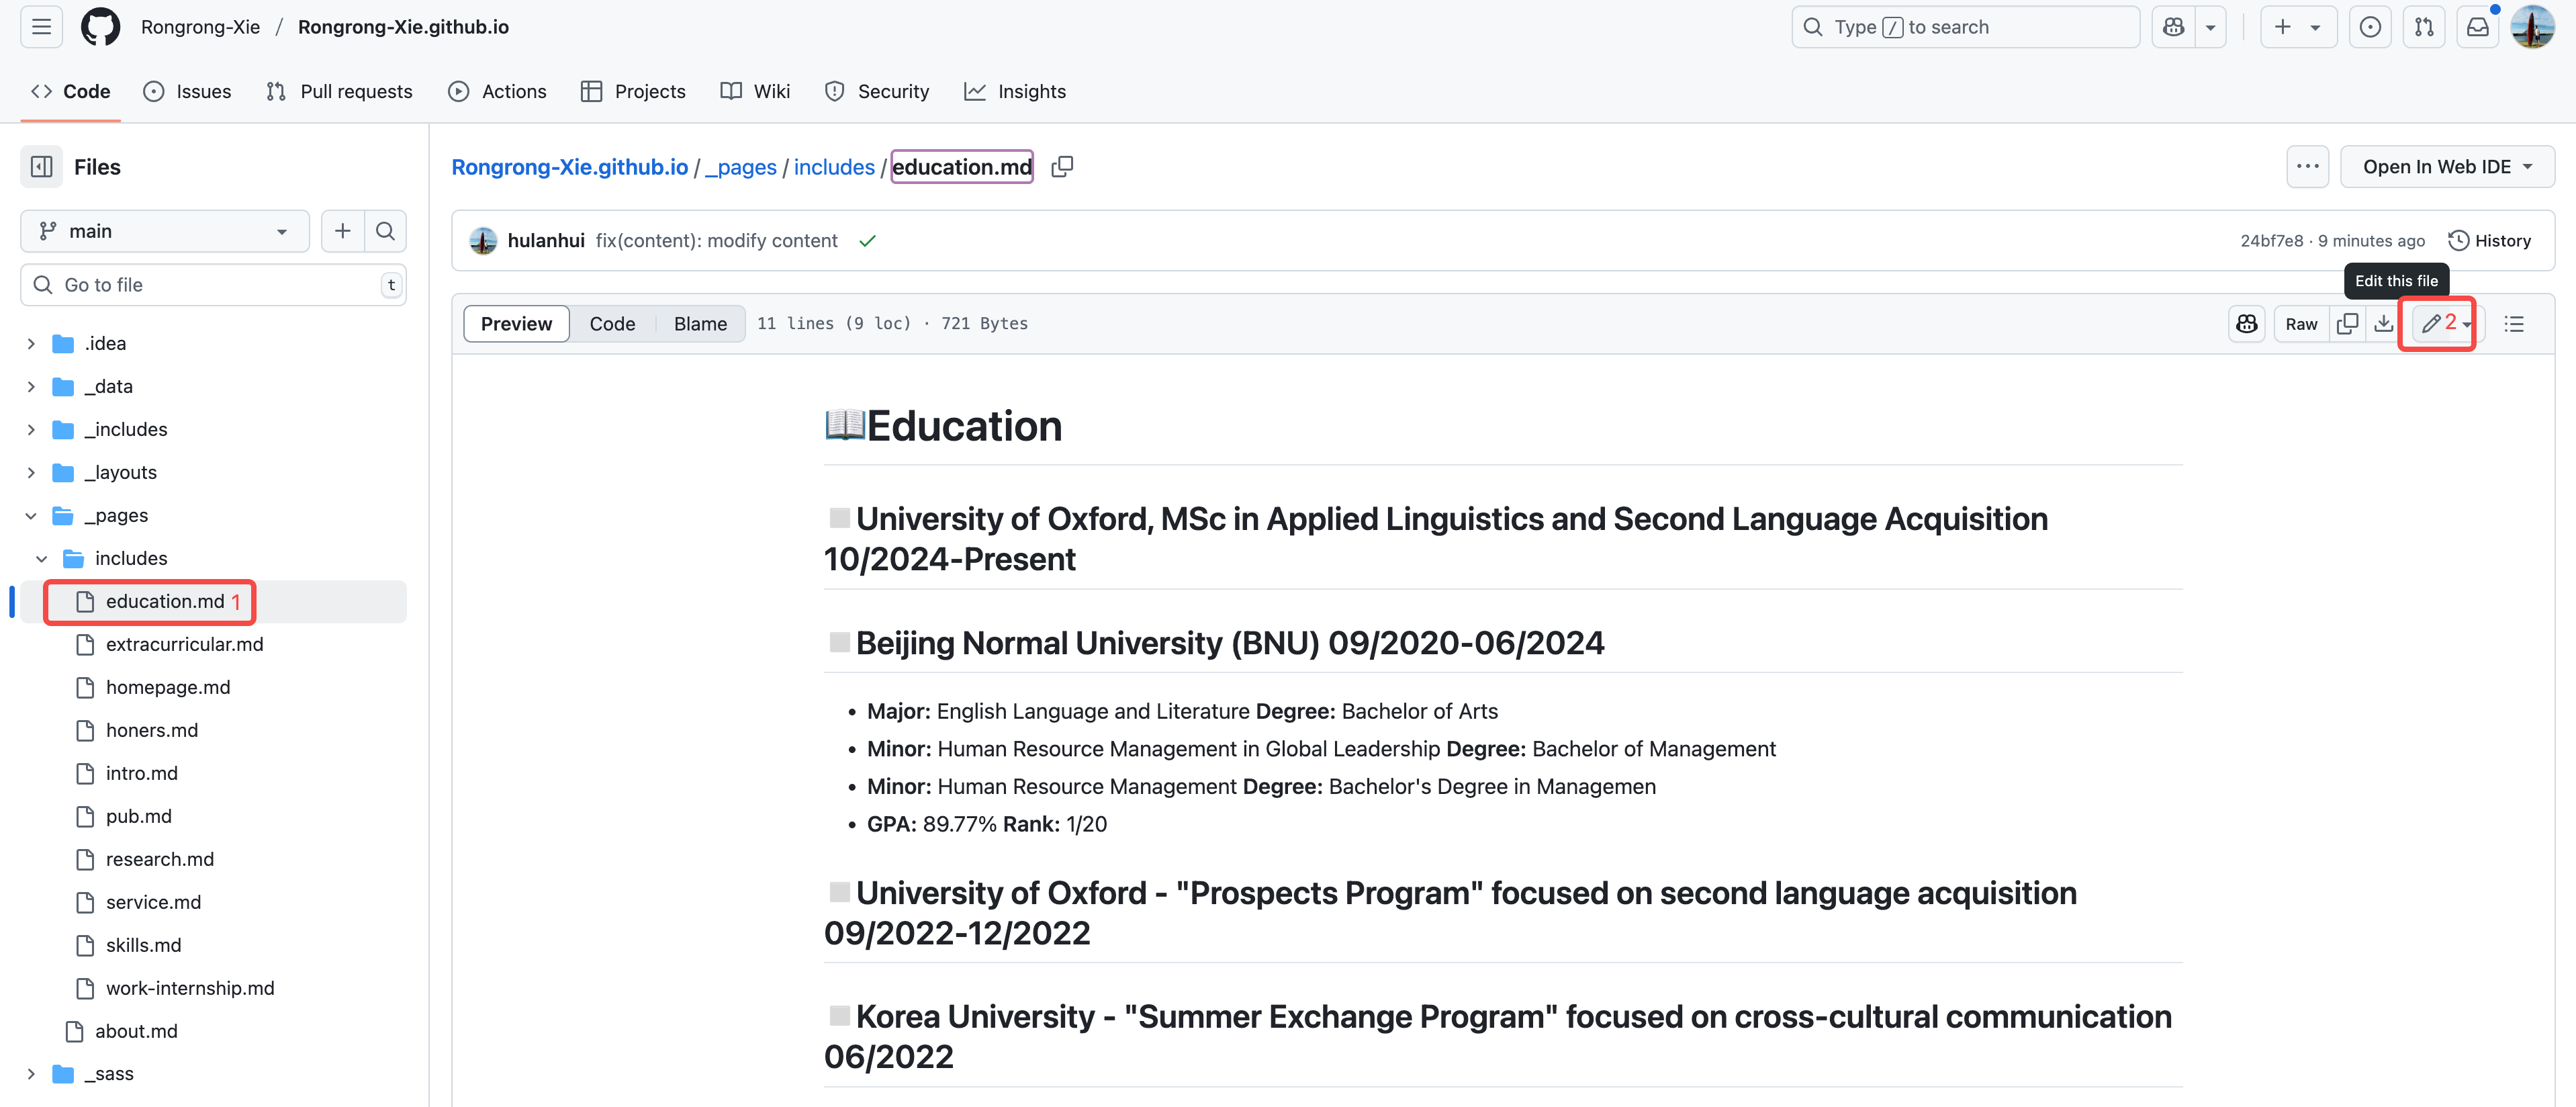 Rongrong-Xie / Rongrong-Xie.github.io
Type / to search
Code Issues Pull requests Actions Projects Wiki Security Insights
Files
main
Go to file
t
.idea
_data
_includes
_layouts
_pages
includes
education.md 1
extracurricular.md
homepage.md
honers.md
intro.md
pub.md
research.md
service.md
skills.md
work-internship.md
about.md
_sass
Rongrong-Xie.github.io / _pages / includes / education.md
Open In Web IDE
hulanhui fix(content): modify content
24bf7e8 · 9 minutes ago
History
Edit this file
Preview Code Blame 11 lines (9 loc) · 721 Bytes
Raw
2
📖Education
University of Oxford, MSc in Applied Linguistics and Second Language Acquisition
10/2024-Present
Beijing Normal University (BNU) 09/2020-06/2024
• Major: English Language and Literature Degree: Bachelor of Arts
• Minor: Human Resource Management in Global Leadership Degree: Bachelor of Management
• Minor: Human Resource Management Degree: Bachelor's Degree in Managemen
• GPA: 89.77% Rank: 1/20
University of Oxford - "Prospects Program" focused on second language acquisition
09/2022-12/2022
Korea University - "Summer Exchange Program" focused on cross-cultural communication
06/2022